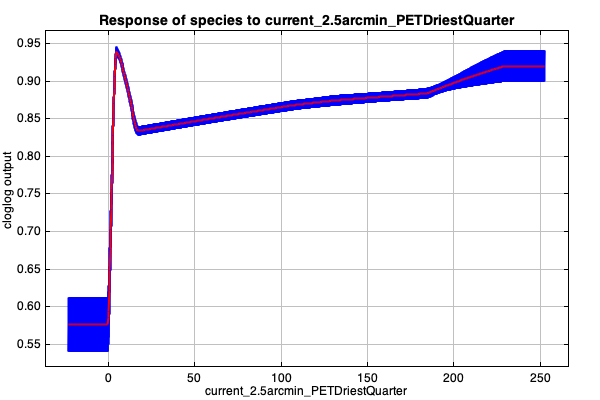 Response of species to current_2.5arcmin_PETDriestQuarter
cloglog output
0.95
0.90
0.85
0.80
0.75
0.70
0.65
0.60
0.55
0 50 100 150 200 250
current_2.5arcmin_PETDriestQuarter